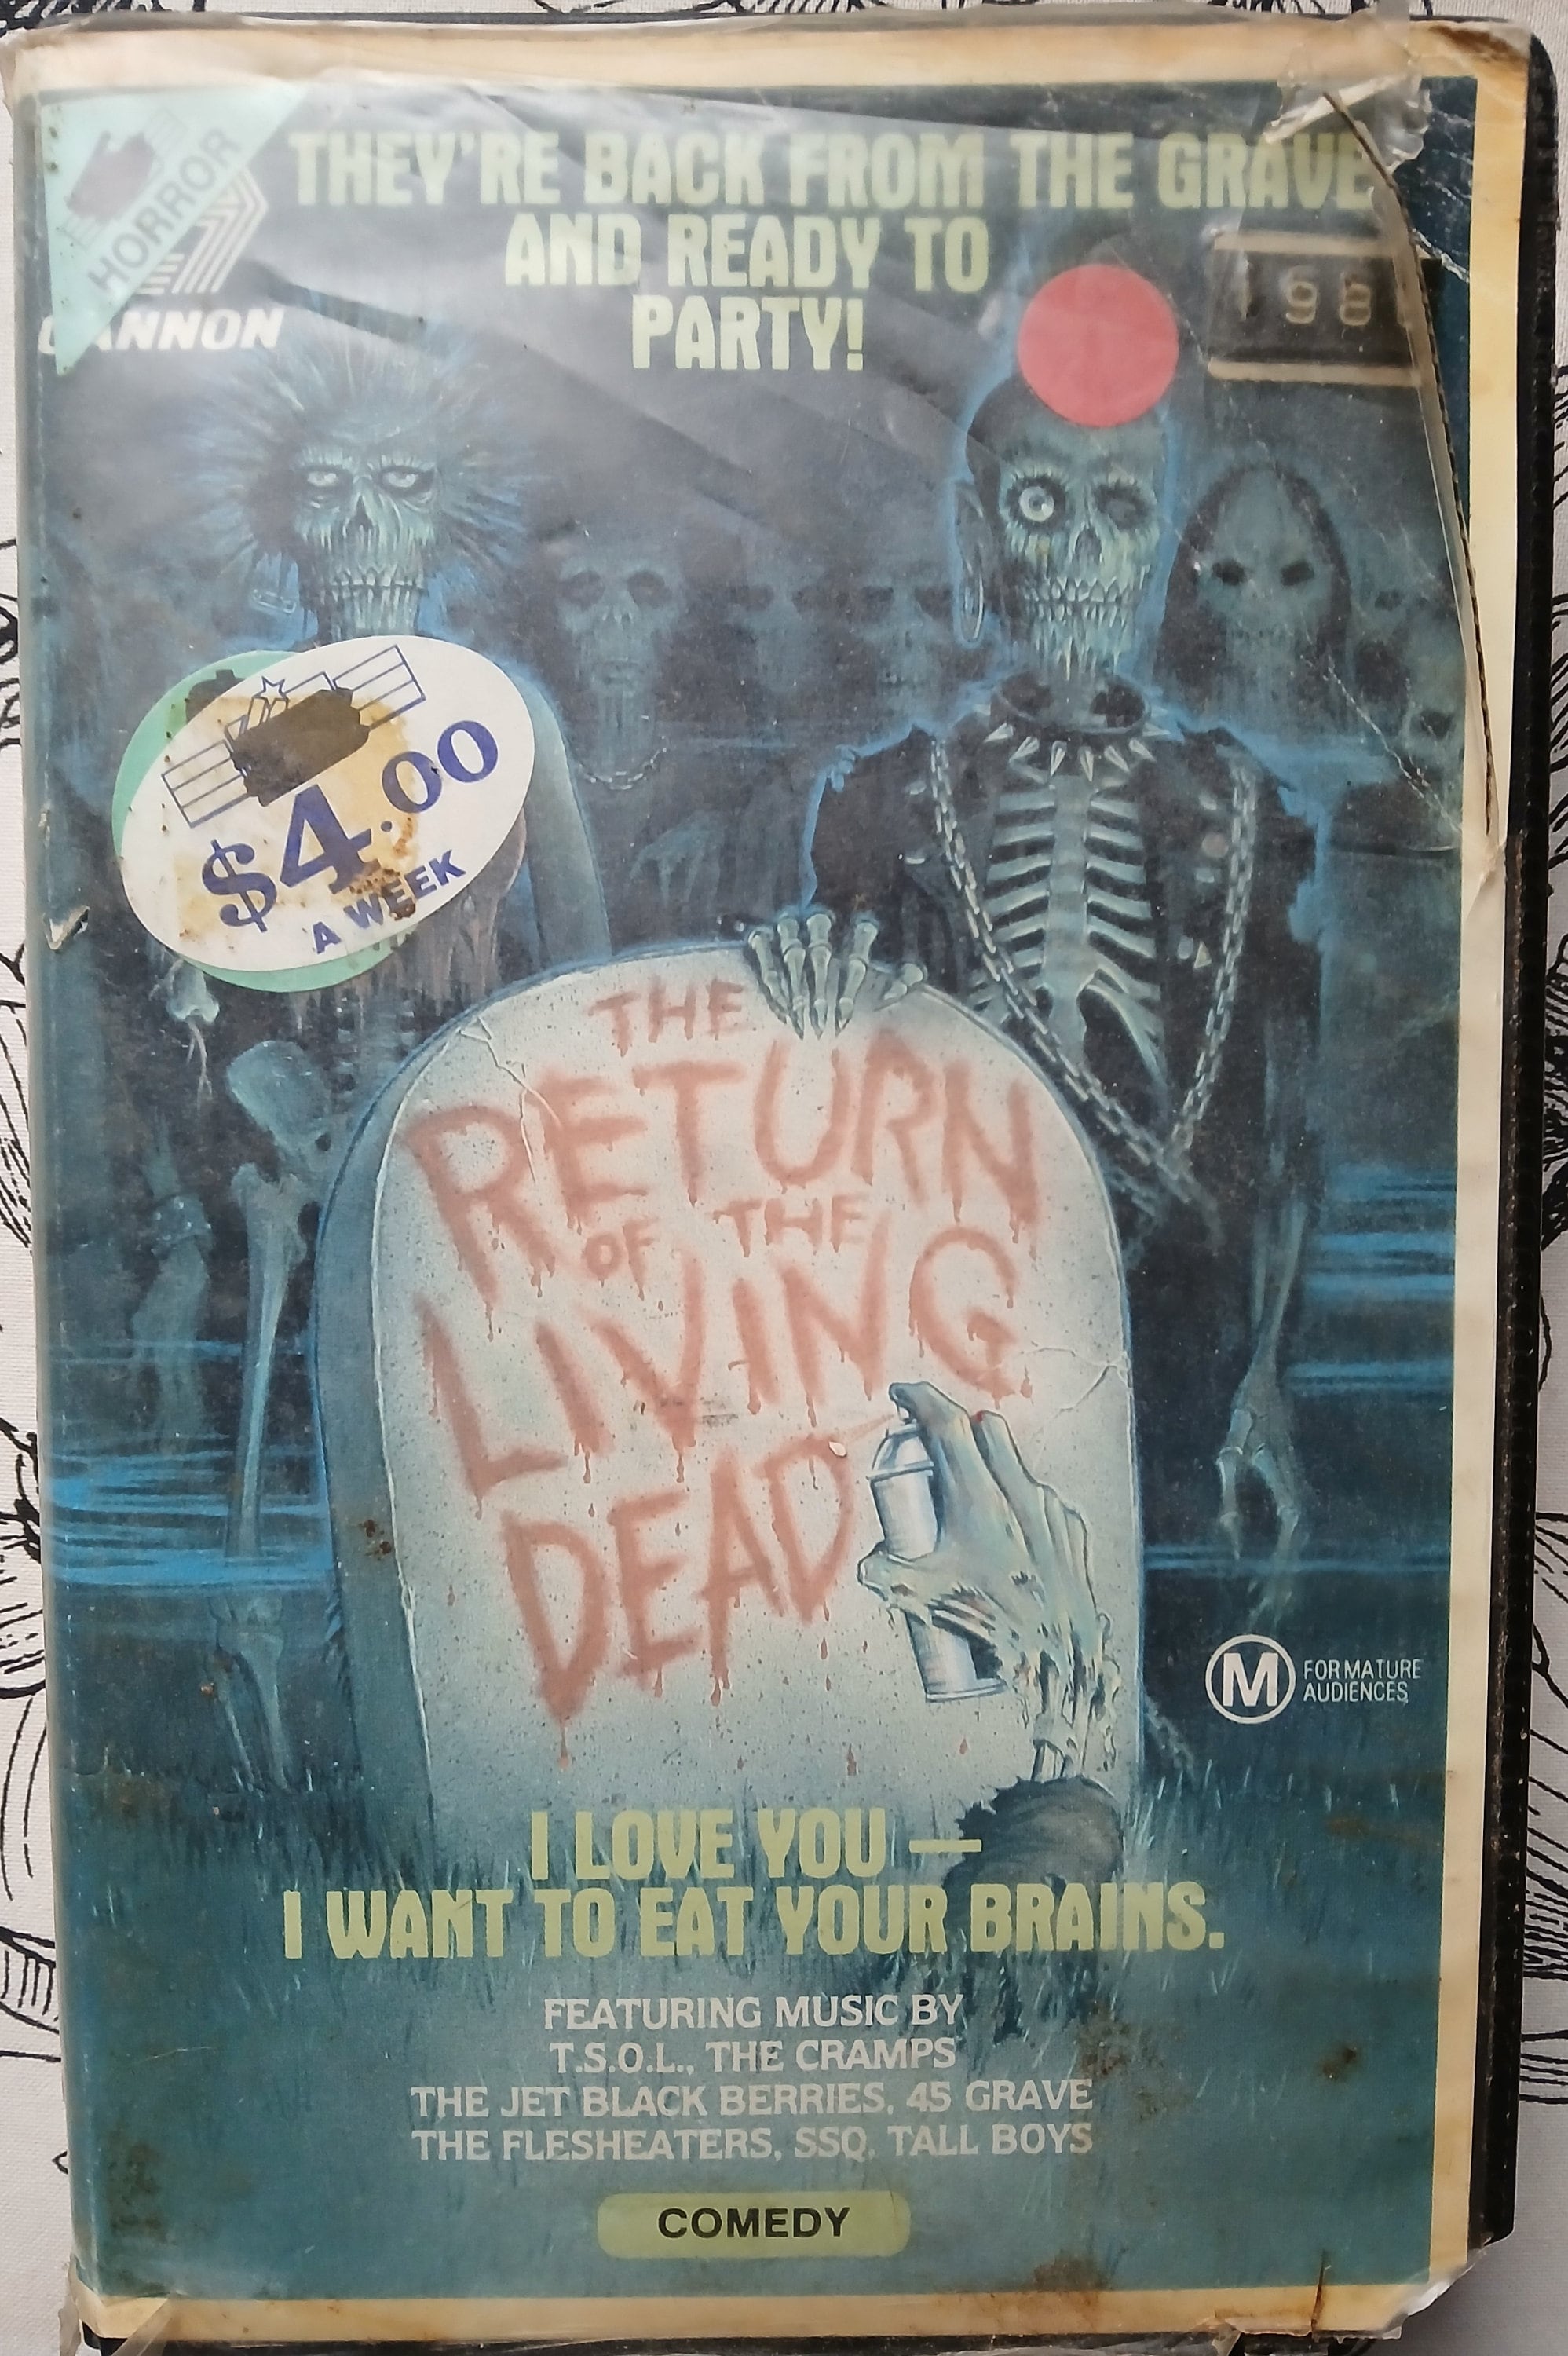 HORROR
CANNON
THEY'RE BACK FROM THE GRAVE
AND READY TO
PARTY!
198
$4.00
A WEEK
THE
RETURN
OF THE
LIVING
DEAD
M FOR MATURE
AUDIENCES
I LOVE YOU —
I WANT TO EAT YOUR BRAINS.
FEATURING MUSIC BY
T.S.O.L., THE CRAMPS
THE JET BLACK BERRIES, 45 GRAVE
THE FLESHEATERS, SSQ, TALL BOYS
COMEDY